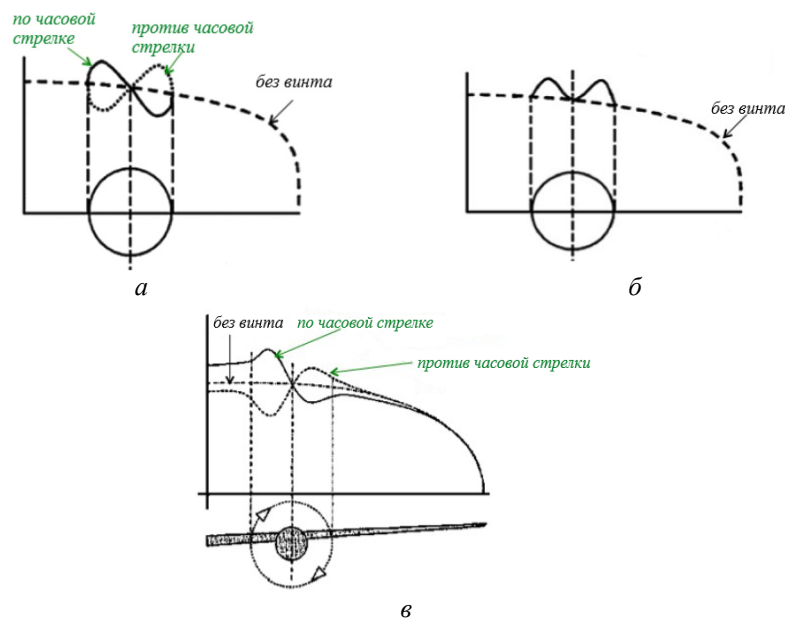 по часовой
стрелке
против часовой
стрелки
без винта
без винта
а
б
без винта
по часовой стрелке
против часовой стрелки
в